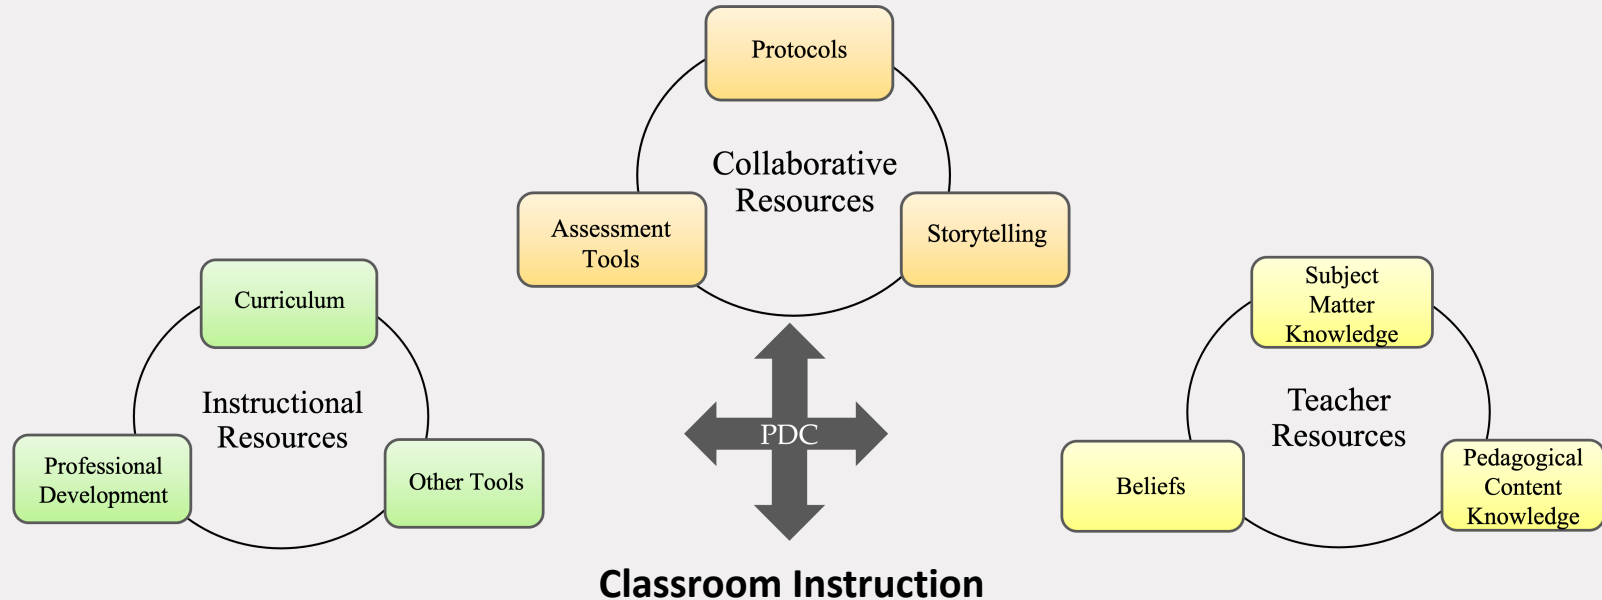 Protocols
Collaborative
Resources
Assessment
Tools
Storytelling
Curriculum
Instructional
Resources
Professional
Development
Other Tools
PDC
Subject
Matter
Knowledge
Teacher
Resources
Beliefs
Pedagogical
Content
Knowledge
Classroom Instruction